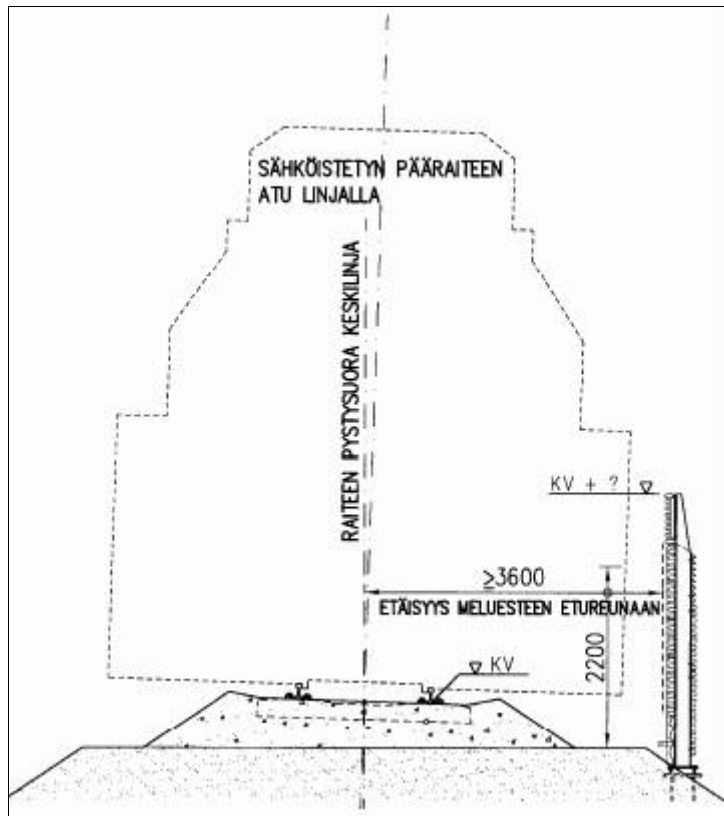 SÄHKÖISTETYN PÄÄRAITEEN
ATU LINJALLA
RAITEEN PYSTYSUORA KESKILINJA
KV + ?
≥3600
ETÄISYYS MELUESTEEN ETUREUNAAN
2200
KV